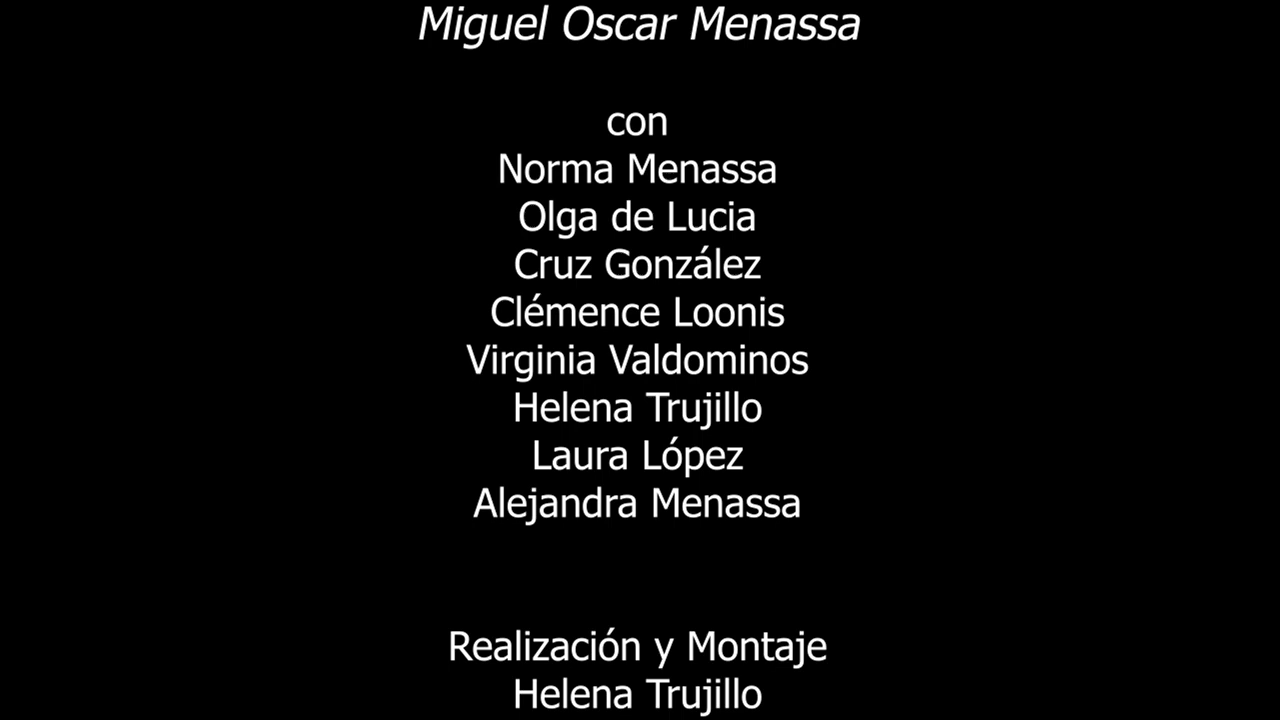 Miguel Oscar Menassa
con
Norma Menassa
Olga de Lucia
Cruz González
Clémence Loonis
Virginia Valdominos
Helena Trujillo
Laura López
Alejandra Menassa
Realización y Montaje
Helena Trujillo